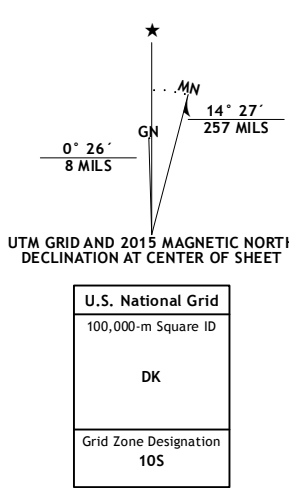 ★
MN
GN
0° 26´
8 MILS
14° 27´
257 MILS
UTM GRID AND 2015 MAGNETIC NORTH
DECLINATION AT CENTER OF SHEET
U.S. National Grid
100,000-m Square ID
DK
Grid Zone Designation
10S